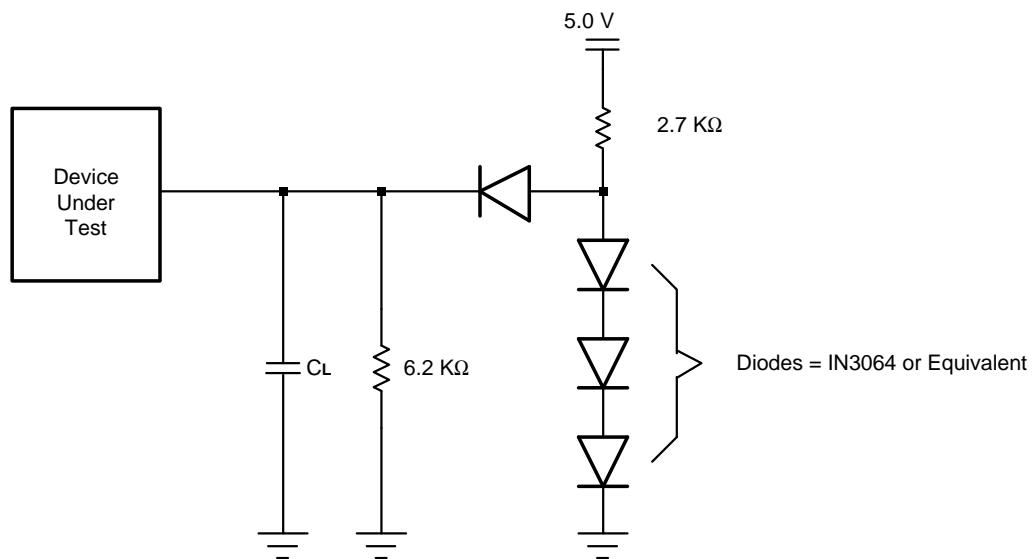 5.0 V
2.7 KΩ
Device
Under
Test
CL
6.2 KΩ
Diodes = IN3064 or Equivalent